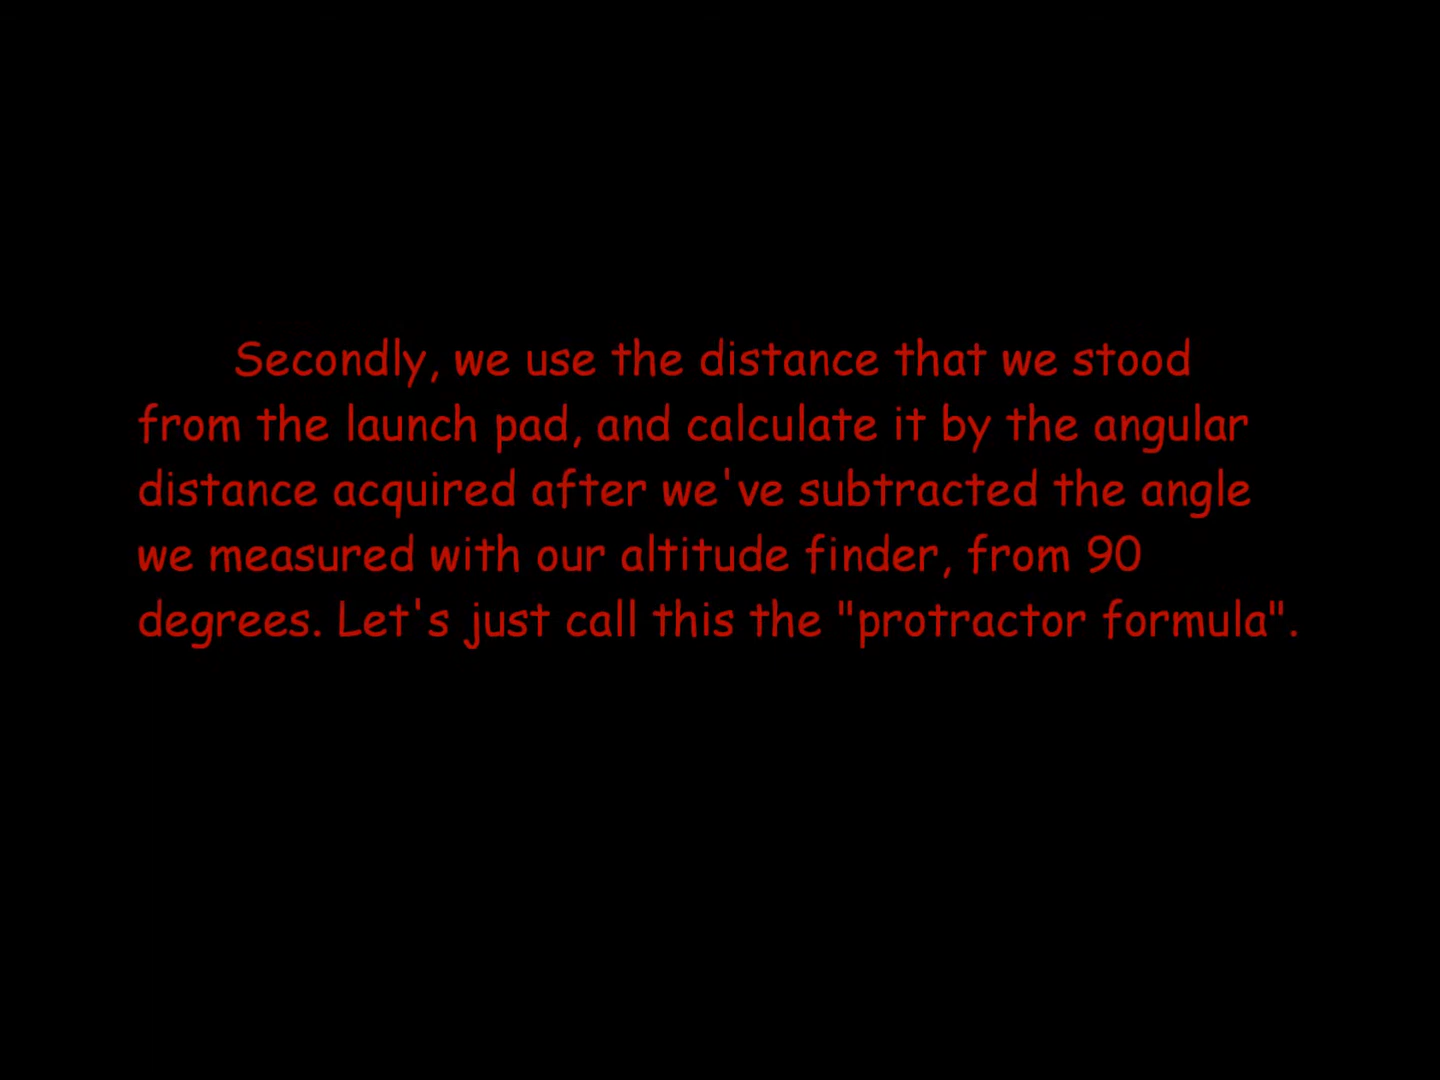 Secondly, we use the distance that we stood
from the launch pad, and calculate it by the angular
distance acquired after we've subtracted the angle
we measured with our altitude finder, from 90
degrees. Let's just call this the "protractor formula".